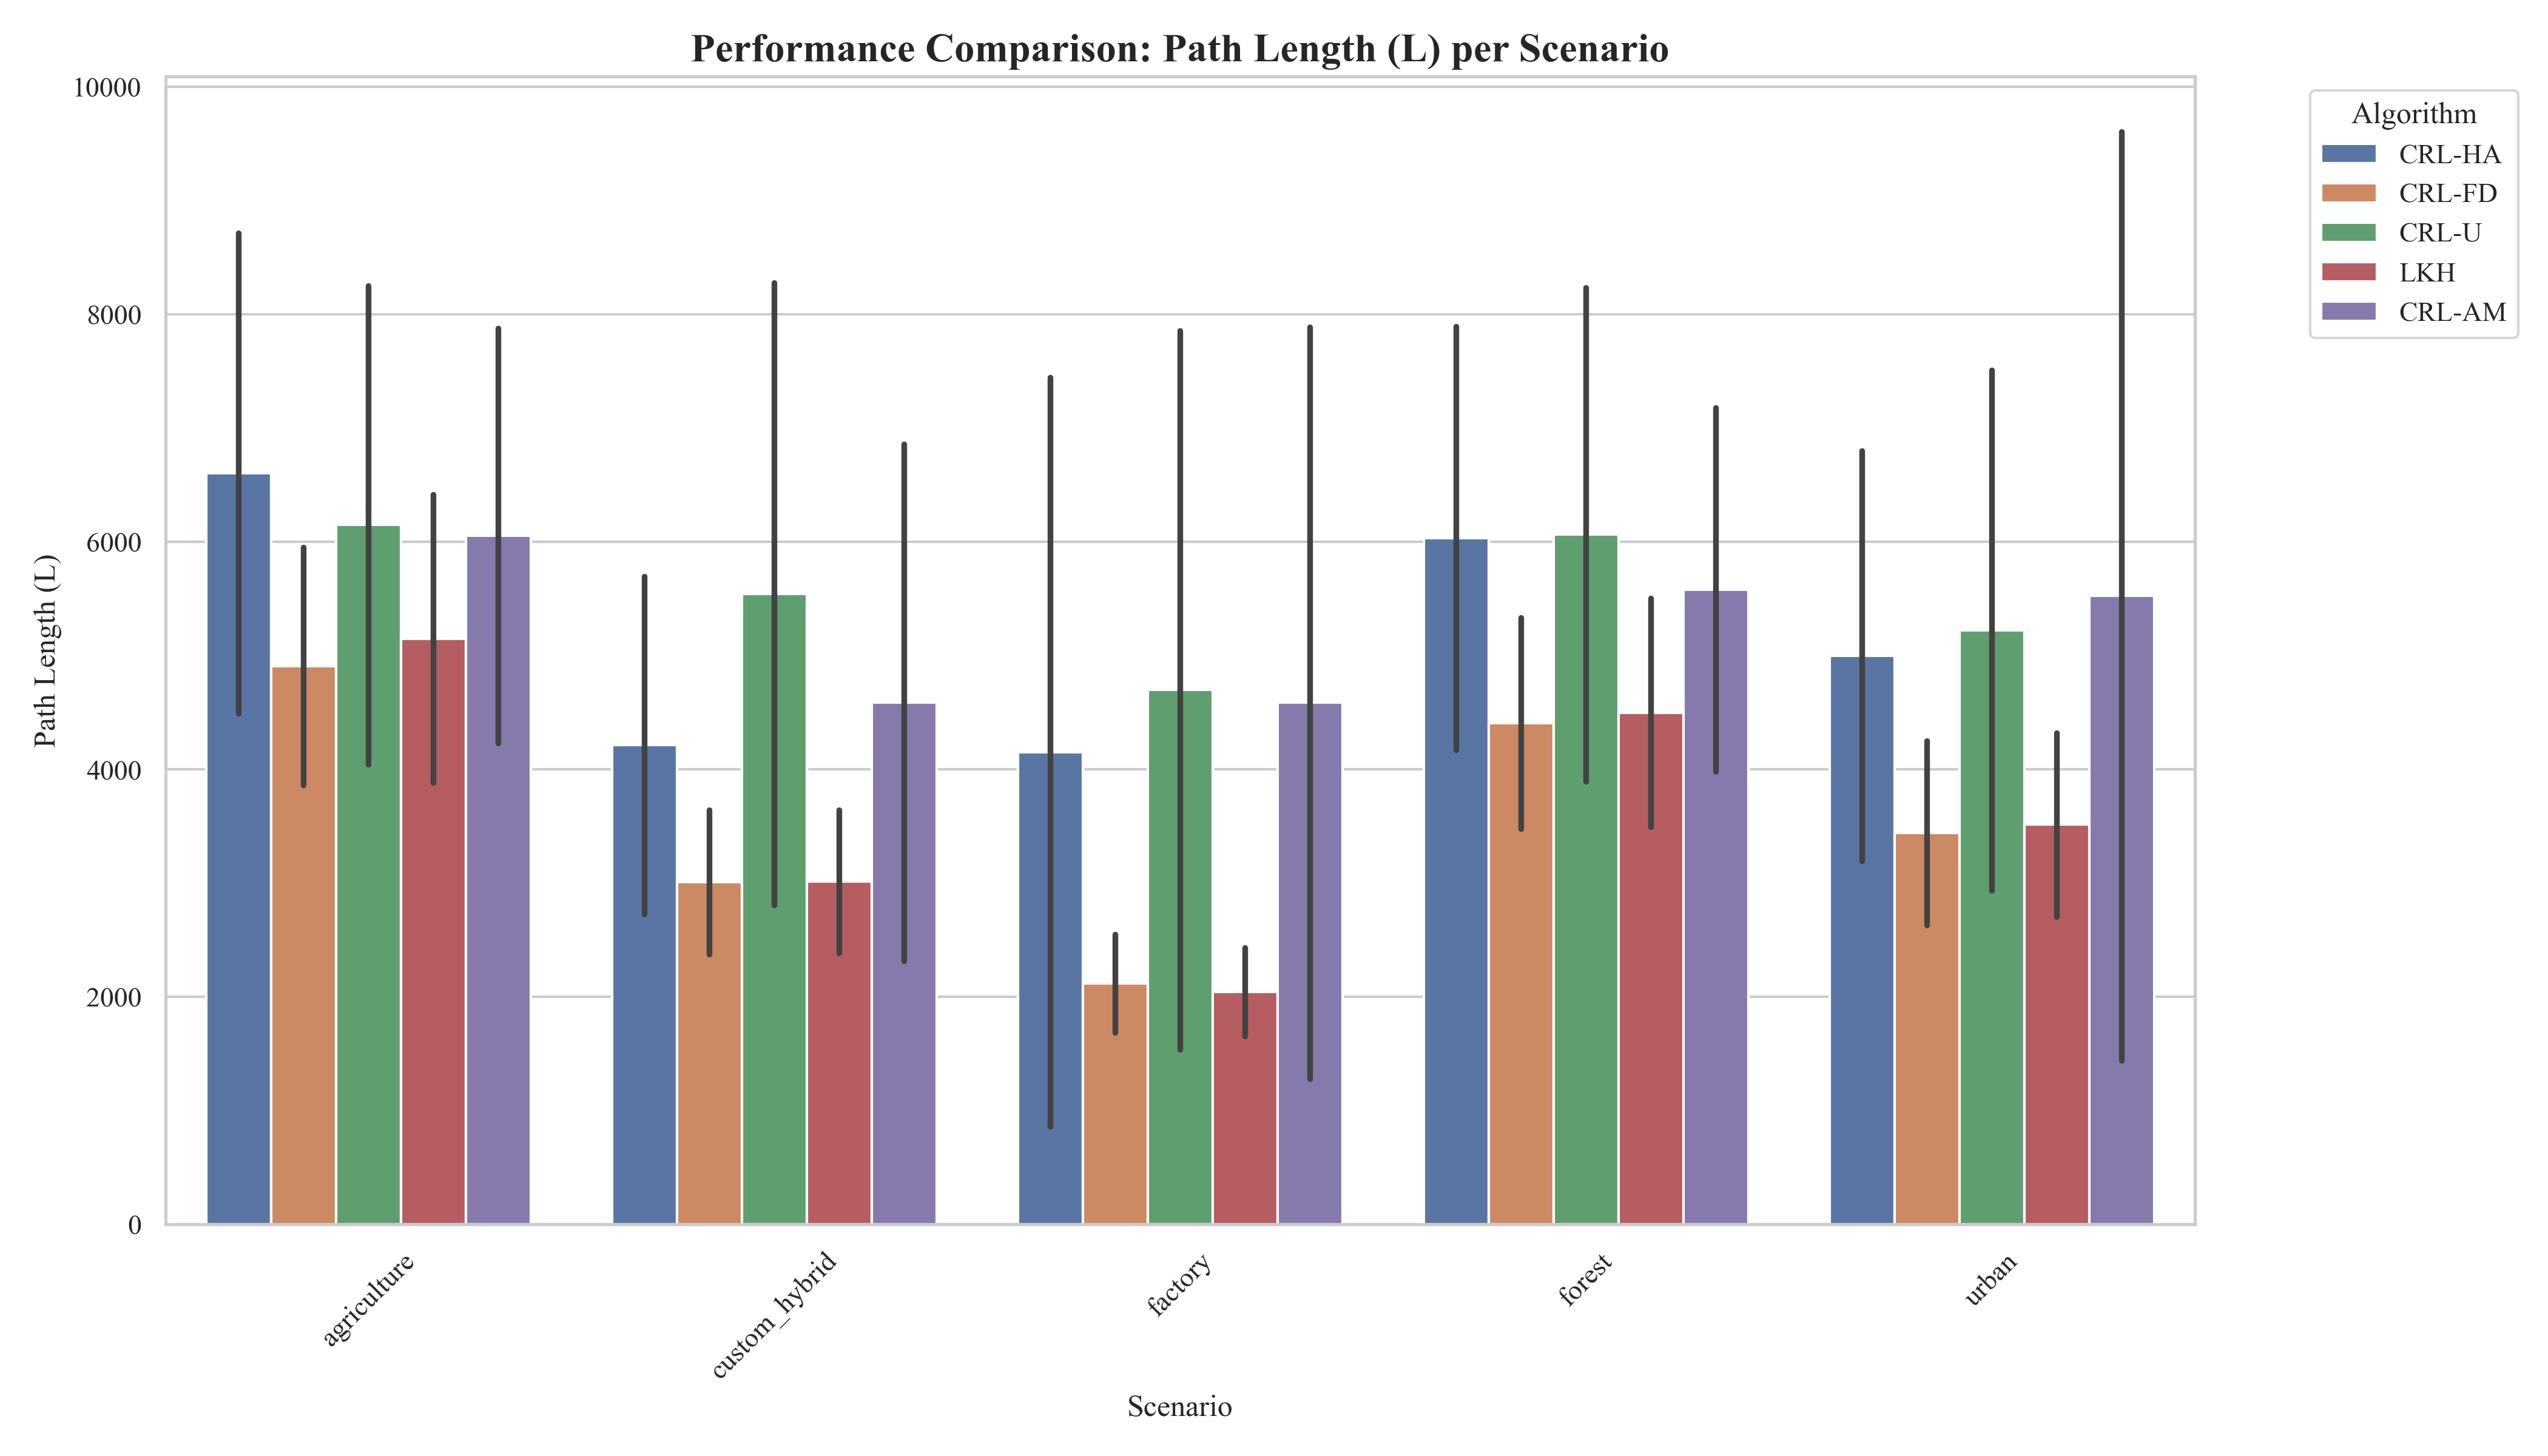 Performance Comparison: Path Length (L) per Scenario
Algorithm
CRL-HA
CRL-FD
CRL-U
LKH
CRL-AM
Path Length (L)
10000
8000
6000
4000
2000
0
agriculture
custom_hybrid
factory
forest
urban
Scenario